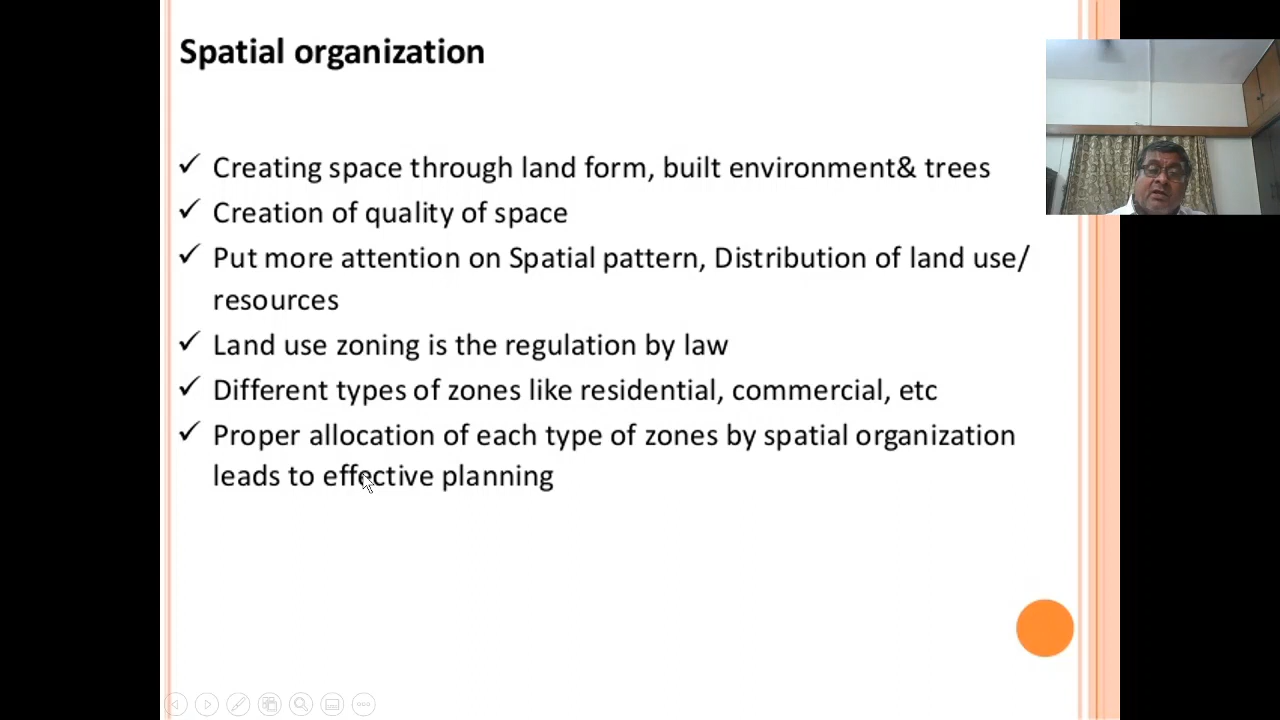 Spatial organization
✓ Creating space through land form, built environment& trees
✓ Creation of quality of space
✓ Put more attention on Spatial pattern, Distribution of land use/
resources
✓ Land use zoning is the regulation by law
✓ Different types of zones like residential, commercial, etc
✓ Proper allocation of each type of zones by spatial organization
leads to effective planning